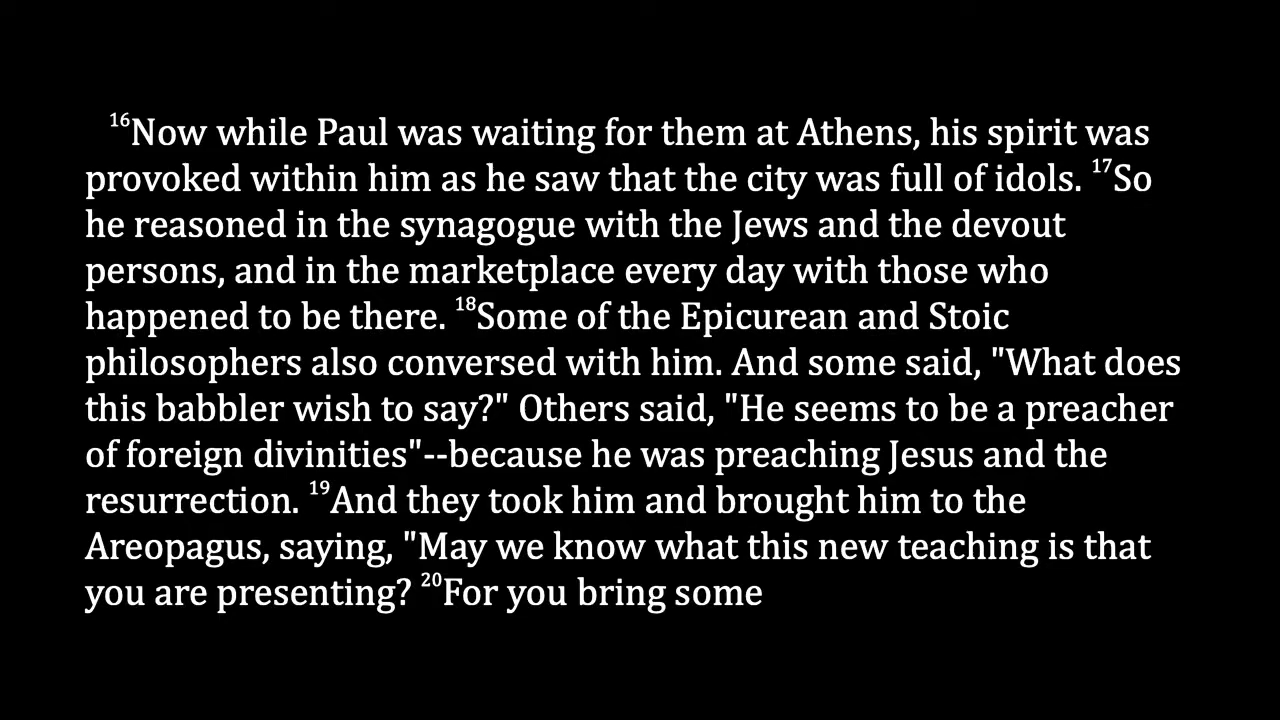 16Now while Paul was waiting for them at Athens, his spirit was
provoked within him as he saw that the city was full of idols. 17So
he reasoned in the synagogue with the Jews and the devout
persons, and in the marketplace every day with those who
happened to be there. 18Some of the Epicurean and Stoic
philosophers also conversed with him. And some said, "What does
this babbler wish to say?" Others said, "He seems to be a preacher
of foreign divinities"--because he was preaching Jesus and the
resurrection. 19And they took him and brought him to the
Areopagus, saying, "May we know what this new teaching is that
you are presenting? 20For you bring some